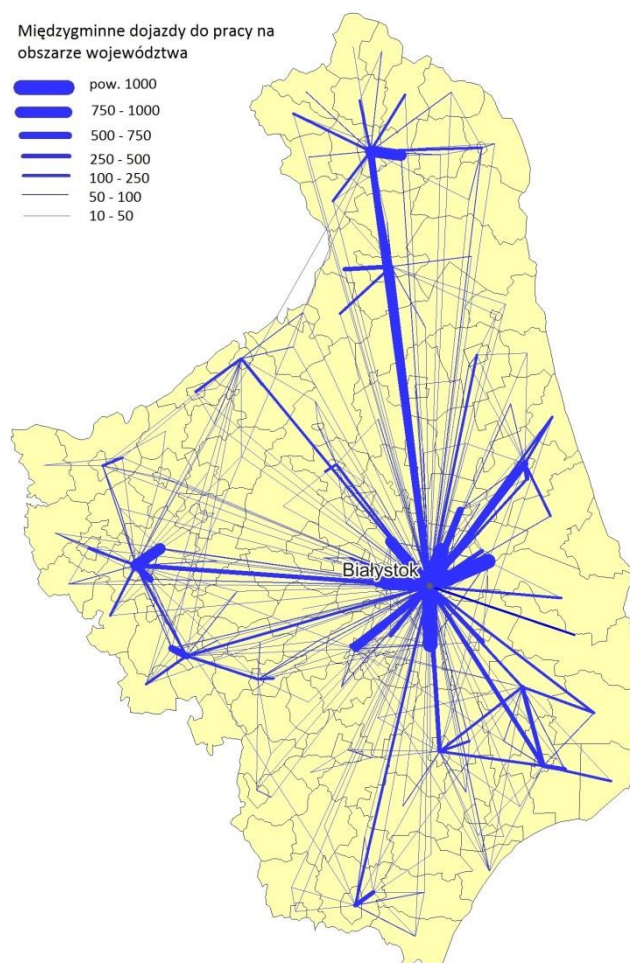 Międzygminne dojazdy do pracy na
obszarze województwa
pow. 1000
750 - 1000
500 - 750
250 - 500
100 - 250
50 - 100
10 - 50
Białystok